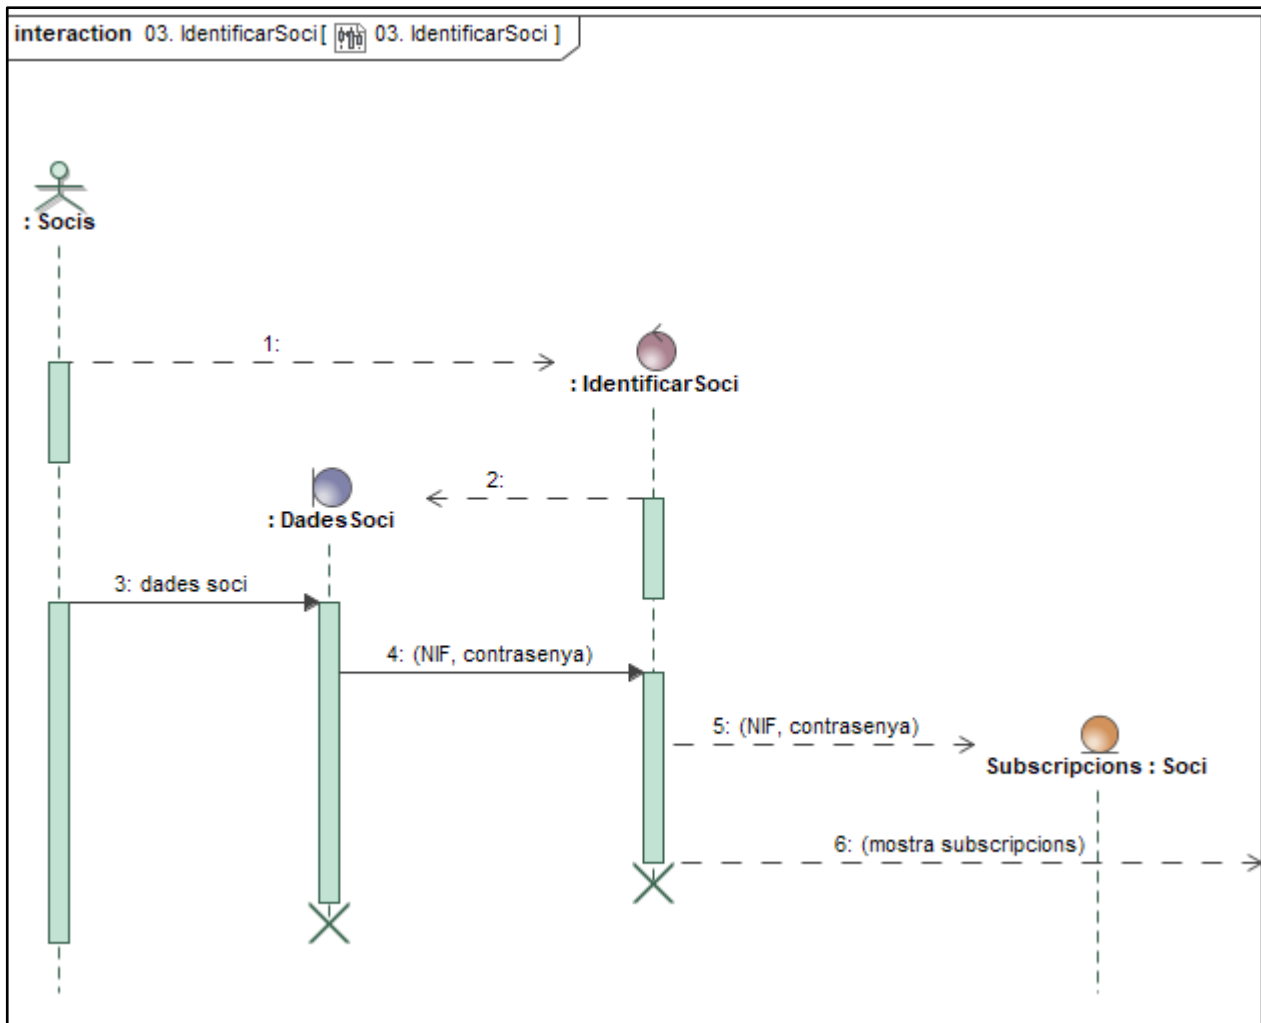 interaction 03. IdentificarSoci[ 03. IdentificarSoci ]
: Socis
1:
: IdentificarSoci
2:
: DadesSoci
3: dades soci
4: (NIF, contrasenya)
5: (NIF, contrasenya)
Subscripcions : Soci
6: (mostra subscripcions)